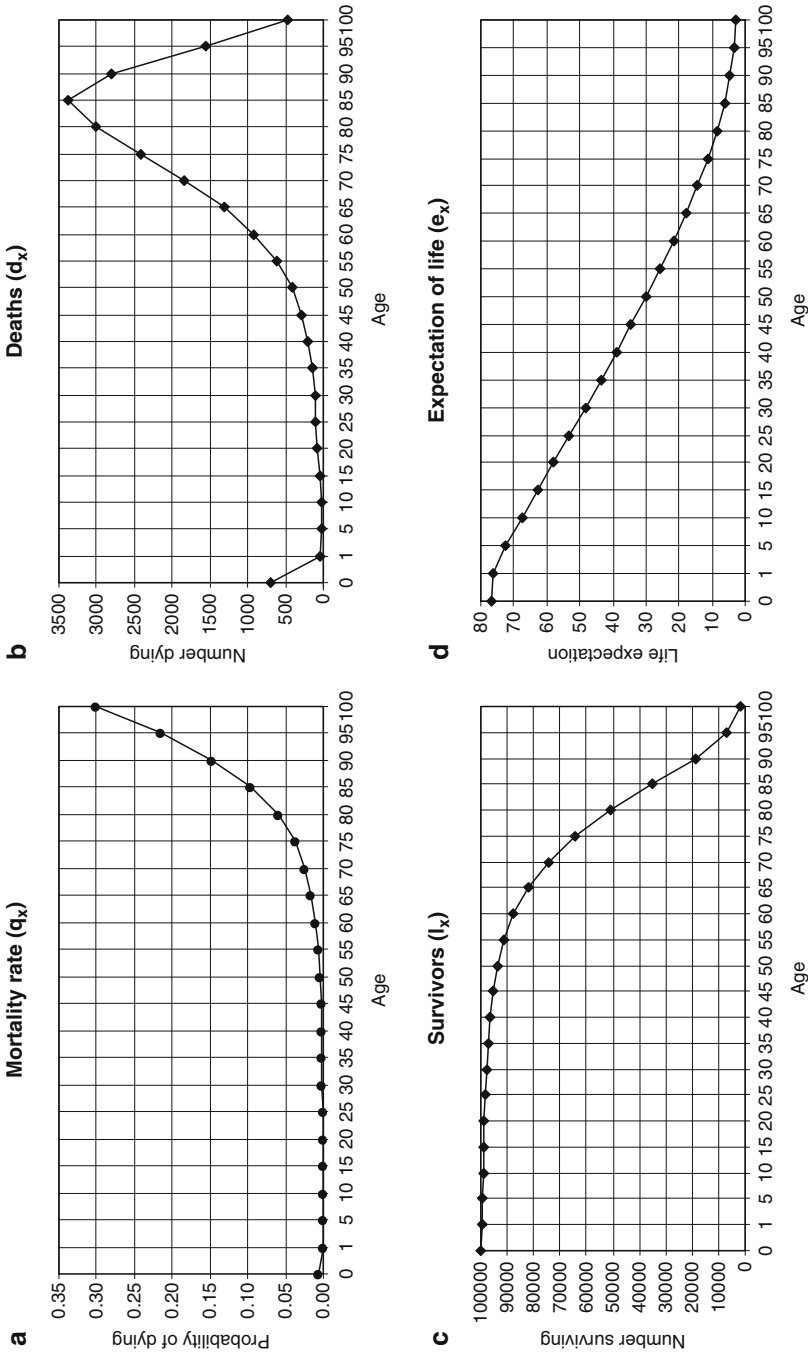 a
Mortality rate (qx)
Probability of dying
0.35
0.30
0.25
0.20
0.15
0.10
0.05
0.00
0 1 5 10 15 20 25 30 35 40 45 50 55 60 65 70 75 80 85 90 95 100
Age
b
Deaths (dx)
Number dying
3500
3000
2500
2000
1500
1000
500
0
0 1 5 10 15 20 25 30 35 40 45 50 55 60 65 70 75 80 85 90 95 100
Age
c
Survivors (lx)
Number surviving
100000
90000
80000
70000
60000
50000
40000
30000
20000
10000
0
0 1 5 10 15 20 25 30 35 40 45 50 55 60 65 70 75 80 85 90 95 100
Age
d
Expectation of life (ex)
Life expectation
80
70
60
50
40
30
20
10
0
0 1 5 10 15 20 25 30 35 40 45 50 55 60 65 70 75 80 85 90 95 100
Age